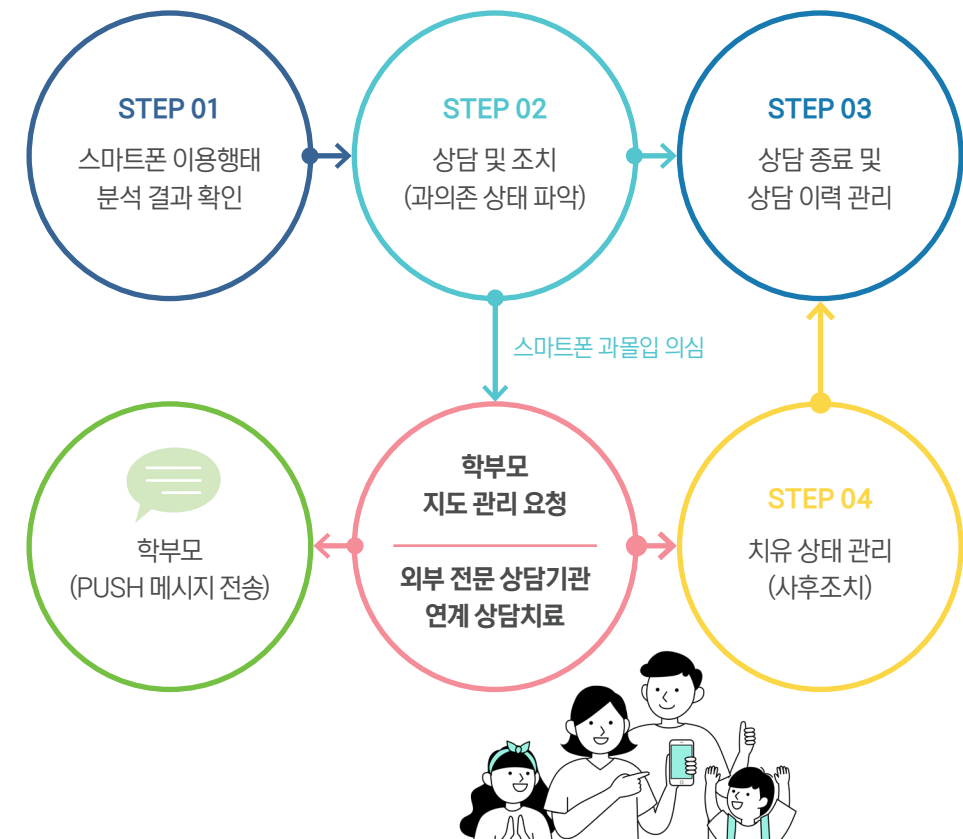 STEP 01
스마트폰 이용행태
분석 결과 확인
STEP 02
상담 및 조치
(과의존 상태 파악)
STEP 03
상담 종료 및
상담 이력 관리
스마트폰 과몰입 의심
학부모
(PUSH 메시지 전송)
학부모
지도 관리 요청
외부 전문 상담기관
연계 상담치료
STEP 04
치유 상태 관리
(사후조치)